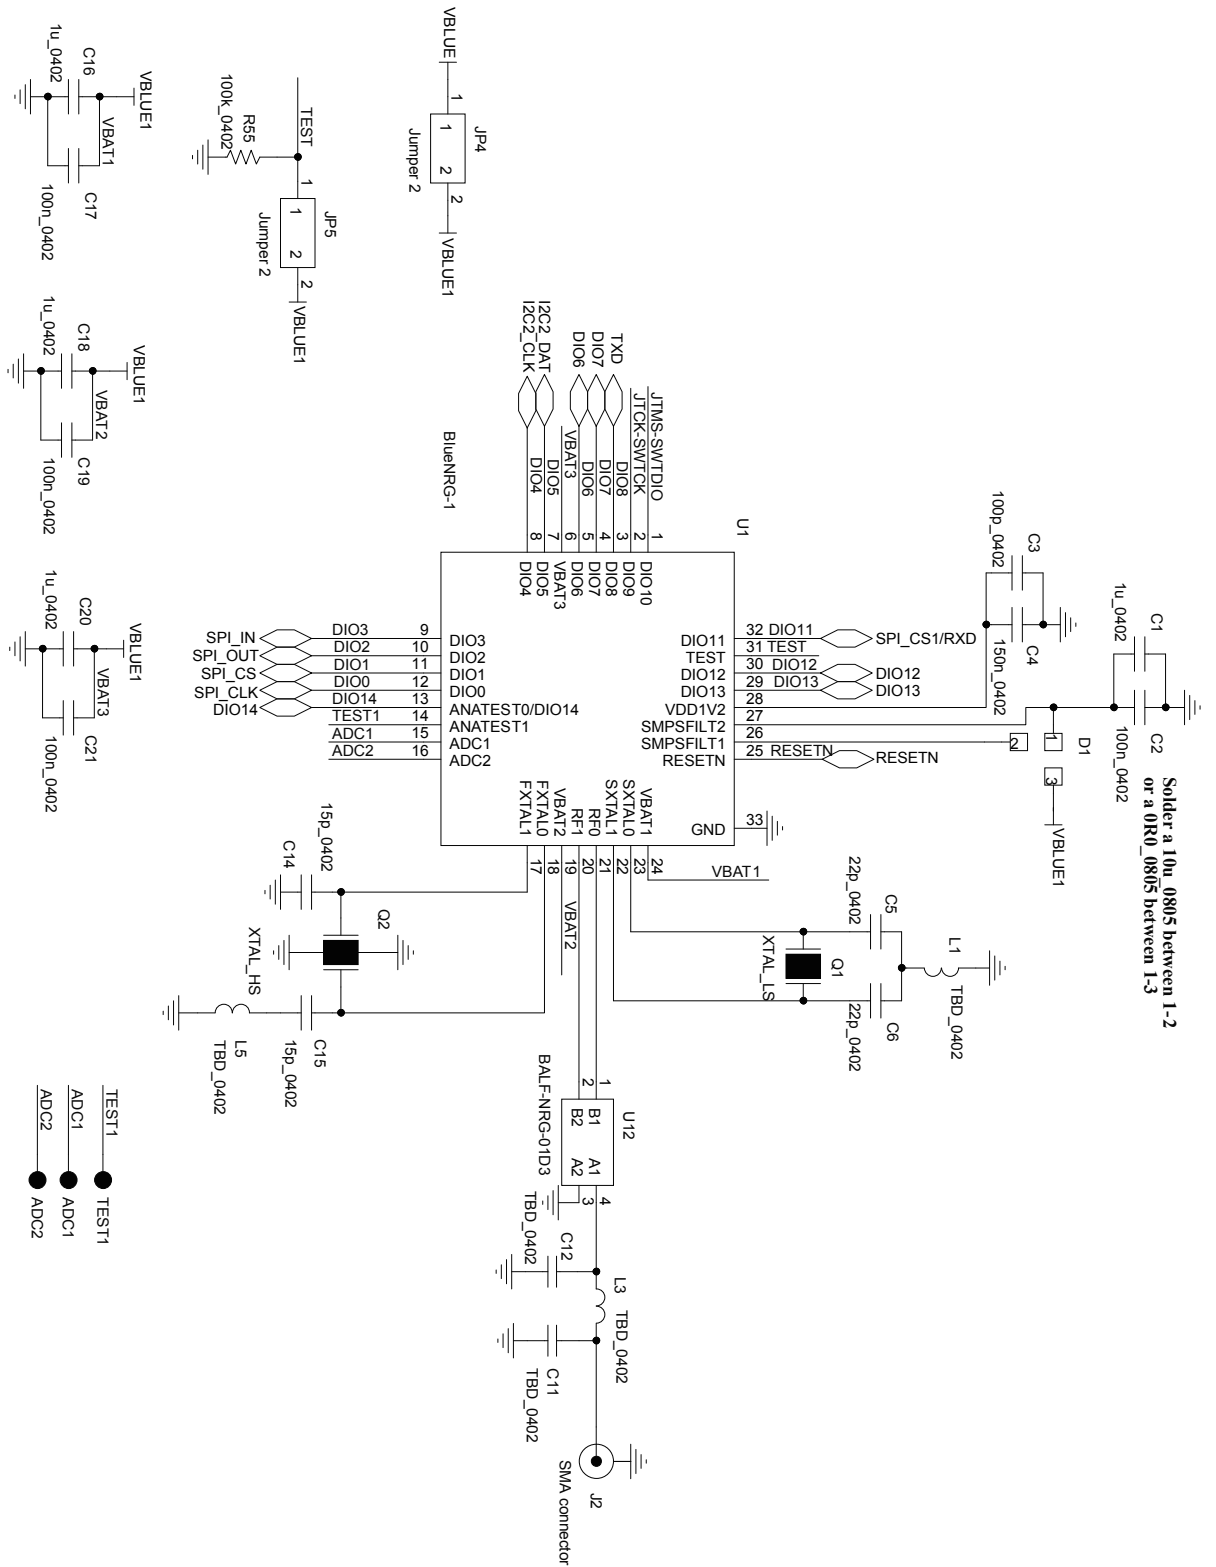 VBLUE
1
1
2
2
JP4
Jumper 2
VBLUE1
TEST
R55
100k_0402
1
1
2
2
JP5
Jumper 2
VBLUE1
VBLUE1
C16
1u_0402
VBAT1
C17
100n_0402
VBLUE1
C18
1u_0402
VBAT2
C19
100n_0402
VBLUE1
C20
1u_0402
VBAT3
C21
100n_0402
U1
BlueNRG-1
JTMS-SWTDIO
JTCK-SWTCK
TXD
DIO8
DIO7
DIO7
DIO6
DIO6
VBAT3
I2C2_DAT
DIO5
I2C2_CLK
DIO4
1
2
3
4
5
6
7
8
DIO10
DIO9
DIO8
DIO7
DIO6
VBAT3
DIO5
DIO4
SPI_IN
DIO3
9
DIO3
SPI_OUT
DIO2
10
DIO2
SPI_CS
DIO1
11
DIO1
SPI_CLK
DIO0
12
DIO0
DIO14
DIO14
13
ANATEST0/DIO14
TEST1
14
ANATEST1
ADC1
15
ADC1
ADC2
16
ADC2
DIO11
32
DIO11
SPI_CS1/RXD
TEST
31
TEST
DIO12
30
DIO12
DIO12
DIO13
29
DIO13
DIO13
VDD1V2
28
SMPSFILT2
27
SMPSFILT1
26
RESETN
25
RESETN
RESETN
GND
33
VBAT1
SXTAL0
SXTAL1
RF0
RF1
VBAT2
FXTAL0
FXTAL1
24
23
22
21
20
19
18
17
VBAT1
VBAT2
C3
100p_0402
C4
150n_0402
C1
1u_0402
C2
100n_0402
D1
1
2
3
VBLUE1
Solder a 10u_0805 between 1-2
or a 0R0_0805 between 1-3
C5
22p_0402
C6
22p_0402
L1
TBD_0402
Q1
XTAL_LS
C14
15p_0402
Q2
XTAL_HS
C15
15p_0402
L5
TBD_0402
U12
BALF-NRG-01D3
1
2
B1
B2
A1
A2
4
3
C12
TBD_0402
L3
TBD_0402
C11
TBD_0402
J2
SMA connector
TEST1
TEST1
ADC1
ADC1
ADC2
ADC2